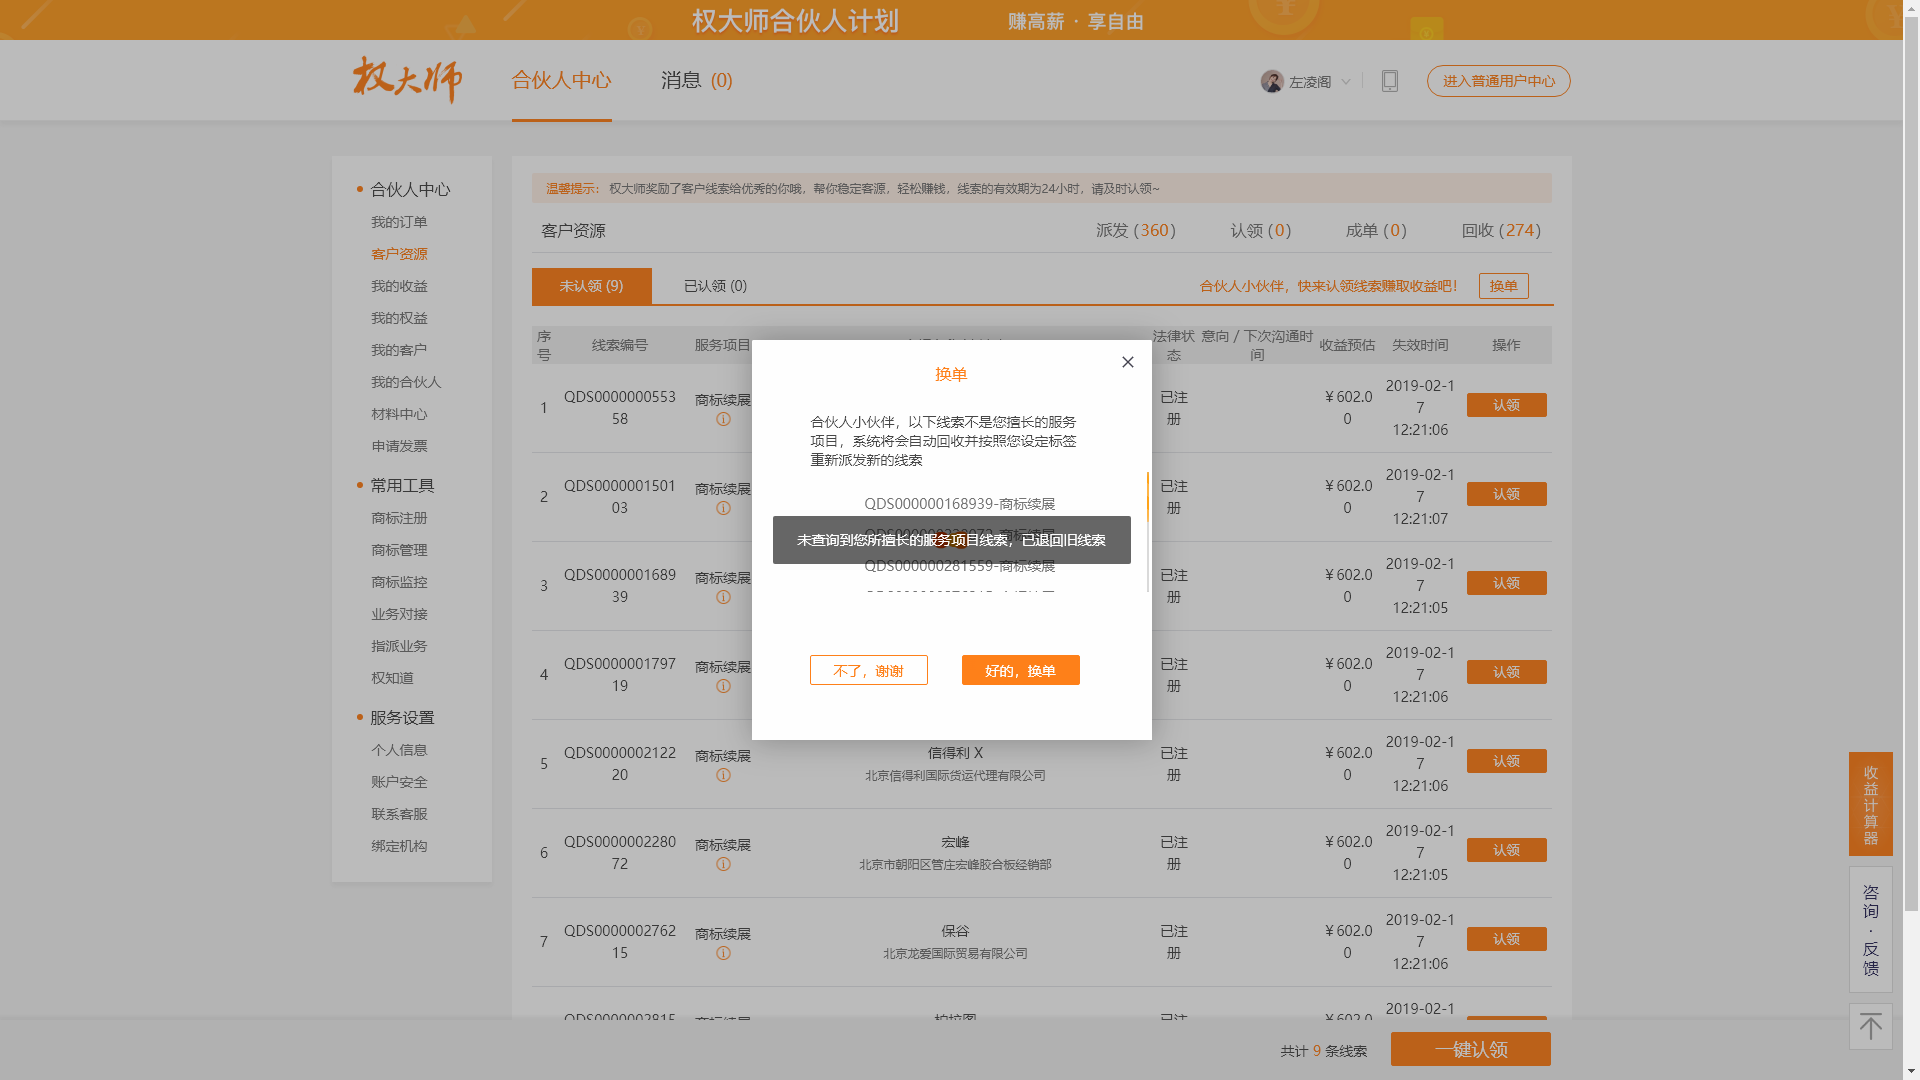 权大师合伙人计划 赚高薪 · 享自由
权大师 合伙人中心 消息 (0) 左凌阁 进入普通用户中心
合伙人中心
我的订单
客户资源
我的收益
我的权益
我的客户
我的合伙人
材料中心
申请发票
常用工具
商标注册
商标管理
商标监控
业务对接
指派业务
权知道
服务设置
个人信息
账户安全
联系客服
绑定机构
温馨提示： 权大师奖励了客户线索给优秀的你哦，帮你稳定客源，轻松赚钱，线索的有效期为24小时，请及时认领~
客户资源 派发 (360) 认领 (0) 成单 (0) 回收 (274)
未认领 (9) 已认领 (0) 合伙人小伙伴，快来认领线索赚取收益吧！ 换单
序号 线索编号 服务项目 法律状态 意向 / 下次沟通时间 收益预估 失效时间 操作
1 QDS000000055358 商标续展 已注册 ￥602.00 2019-02-17 12:21:06 认领
2 QDS000000150103 商标续展 已注册 ￥602.00 2019-02-17 12:21:07 认领
3 QDS000000168939 商标续展 已注册 ￥602.00 2019-02-17 12:21:05 认领
4 QDS000000179719 商标续展 已注册 ￥602.00 2019-02-17 12:21:06 认领
5 QDS000000212220 商标续展 信得利 X 北京信得利国际货运代理有限公司 已注册 ￥602.00 2019-02-17 12:21:06 认领
6 QDS000000228072 商标续展 宏峰 北京市朝阳区管庄宏峰胶合板经销部 已注册 ￥602.00 2019-02-17 12:21:05 认领
7 QDS000000276215 商标续展 保谷 北京龙爱国际贸易有限公司 已注册 ￥602.00 2019-02-17 12:21:06 认领
QDS0000002815 商标续展 柏拉图 已注 ￥602.0 2019-02-1
换单
合伙人小伙伴，以下线索不是您擅长的服务
项目，系统将会自动回收并按照您设定标签
重新派发新的线索
QDS000000168939-商标续展
QDS000000228072-商标续展
未查询到您所擅长的服务项目线索，已退回旧线索
QDS000000281559-商标续展
不了，谢谢 好的，换单
共计 9 条线索 一键认领
收益计算器
咨询·反馈